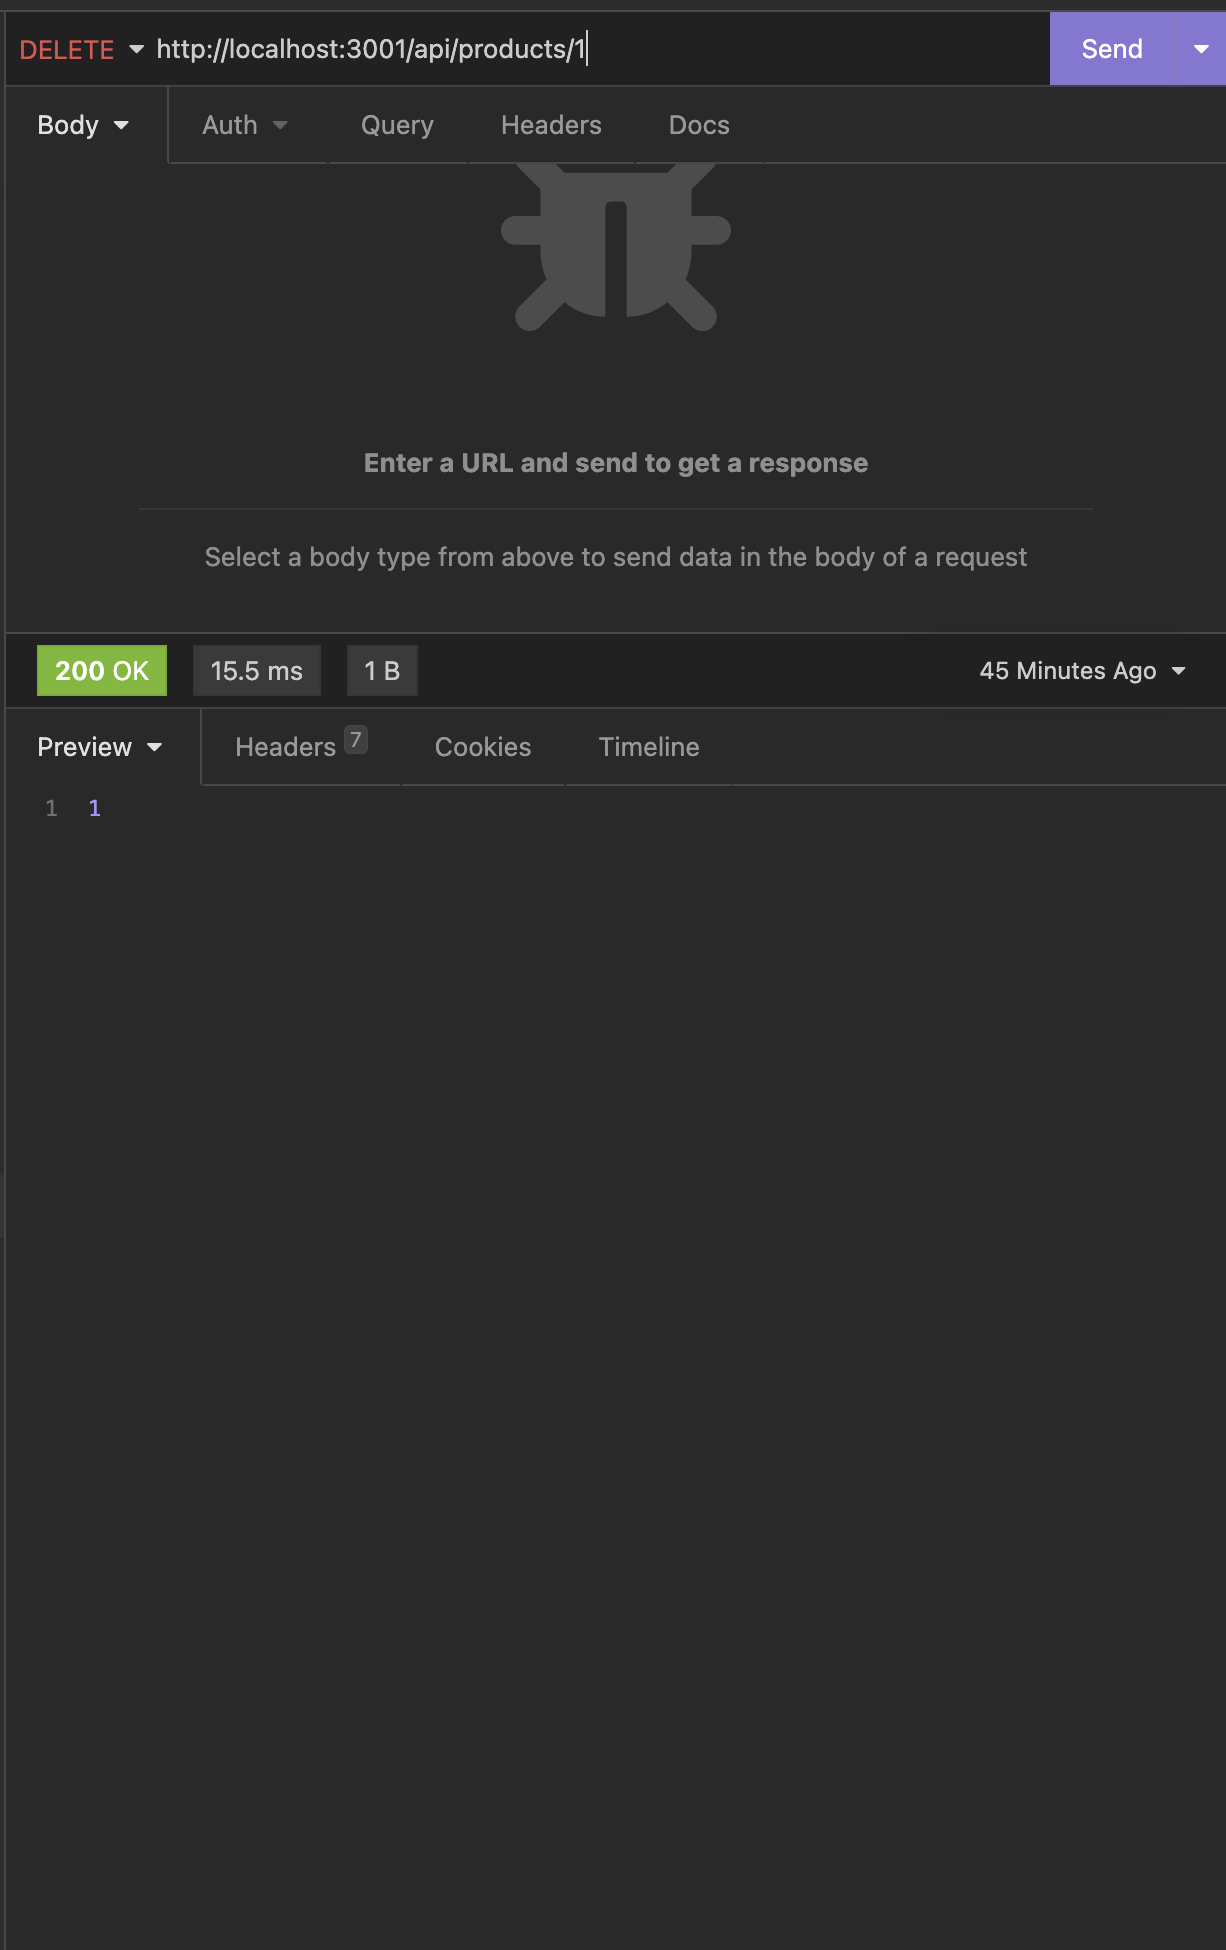 DELETE http://localhost:3001/api/products/1 Send
Body Auth Query Headers Docs
Enter a URL and send to get a response
Select a body type from above to send data in the body of a request
200 OK 15.5 ms 1 B 45 Minutes Ago
Preview Headers 7 Cookies Timeline
1 1